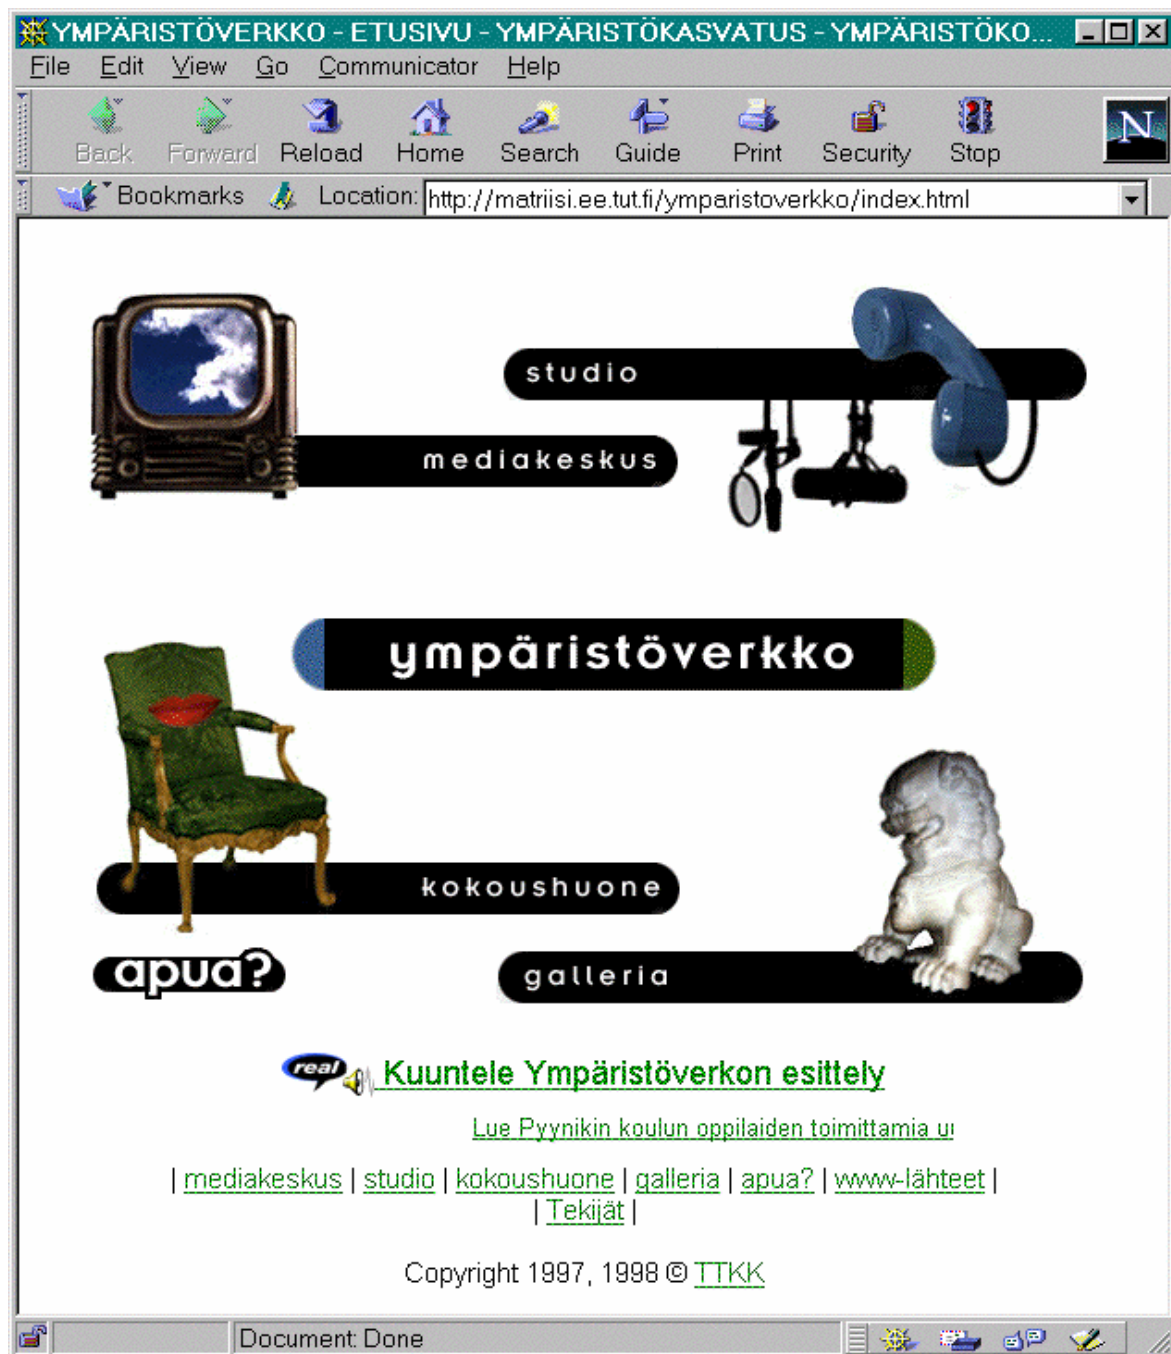 YMPÄRISTÖVERKKO - ETUSIVU - YMPÄRISTÖKASVATUS - YMPÄRISTÖKO...
File Edit View Go Communicator Help
Back Forward Reload Home Search Guide Print Security Stop
N
Bookmarks Location: http://matriisi.ee.tut.fi/ymparistoverkko/index.html
studio
mediakeskus
ympäristöverkko
kokoushuone
apua?
galleria
real Kuuntele Ympäristöverkon esittely
Lue Pyynikin koulun oppilaiden toimittamia
| mediakeskus | studio | kokoushuone | galleria | apua? | www-lähteet |
| Tekijät |
Copyright 1997, 1998 © TTKK
Document: Done